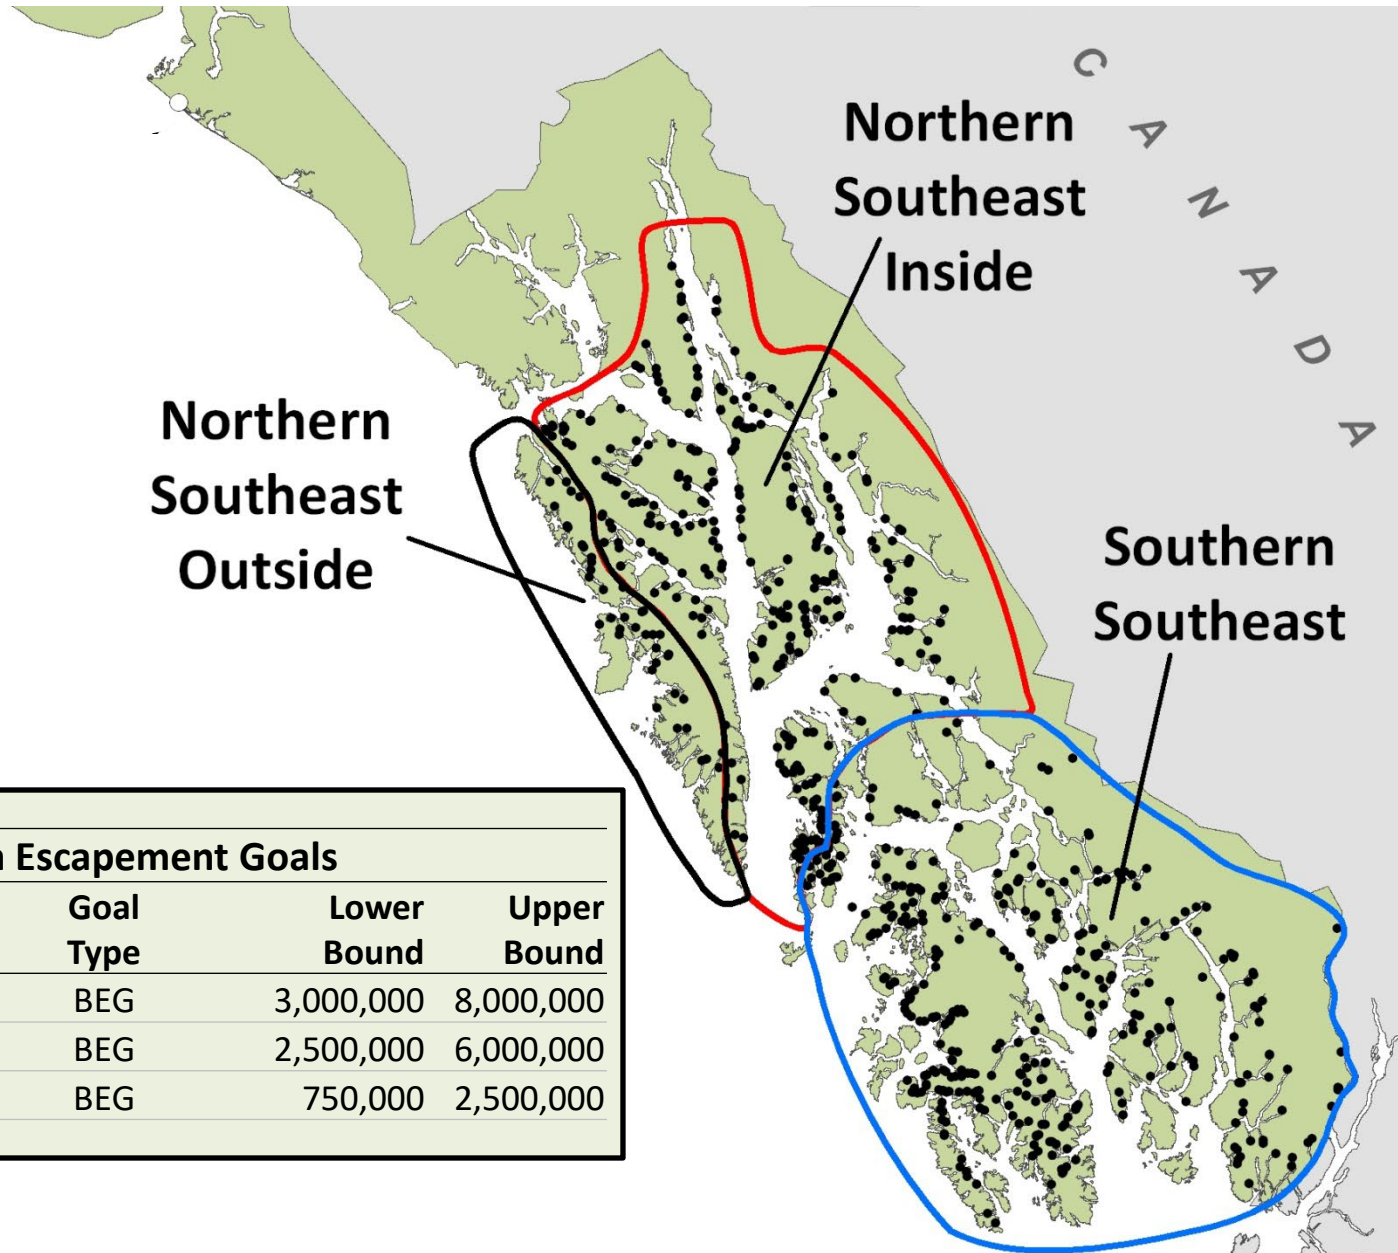 C A N A D A
Northern
Southeast
Inside
Northern
Southeast
Outside
Southern
Southeast
Escapement Goals
Goal Lower Upper
Type Bound Bound
BEG 3,000,000 8,000,000
BEG 2,500,000 6,000,000
BEG 750,000 2,500,000